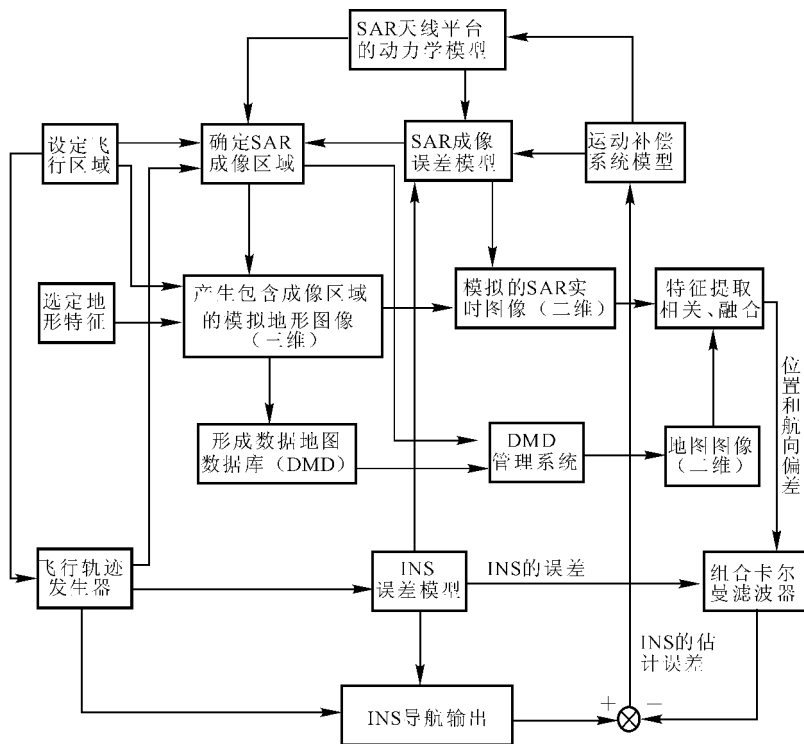 SAR天线平台
的动力学模型
设定飞
行区域
确定SAR
成像区域
SAR成像
误差模型
运动补偿
系统模型
选定地
形特征
产生包含成像区域
的模拟地形图像
（二维）
模拟的SAR实
时图像（二维）
特征提取
相关、融合
位置和航向偏差
形成数据地图
数据库（DMD）
DMD
管理系统
地图图像
（二维）
飞行轨迹
发生器
INS
误差模型
INS的误差
组合卡尔
曼滤波器
INS的估
计误差
INS导航输出
+
−